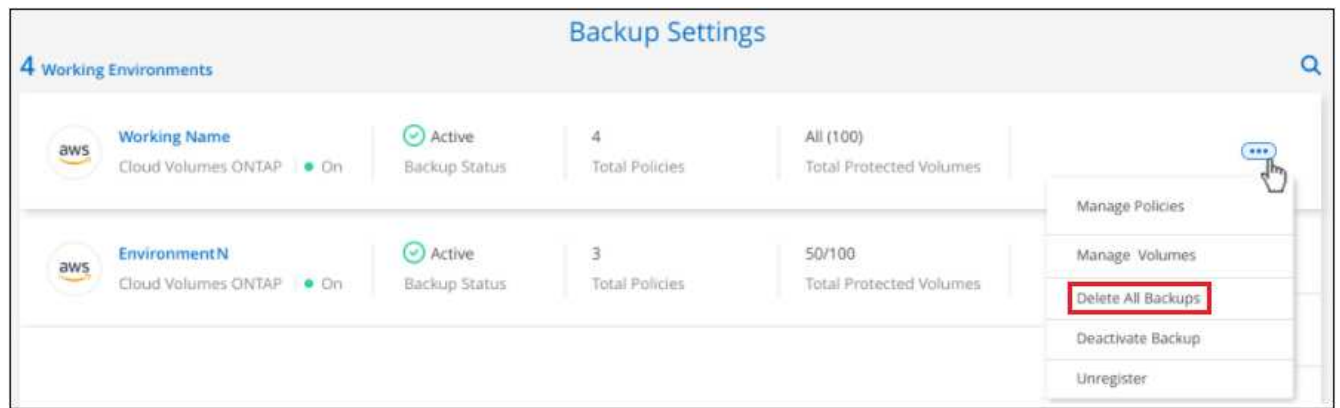 Backup Settings
4 Working Environments
aws
Working Name
Cloud Volumes ONTAP
On
Active
Backup Status
4
Total Policies
All (100)
Total Protected Volumes
Manage Policies
Manage Volumes
Delete All Backups
Deactivate Backup
Unregister
aws
EnvironmentN
Cloud Volumes ONTAP
On
Active
Backup Status
3
Total Policies
50/100
Total Protected Volumes